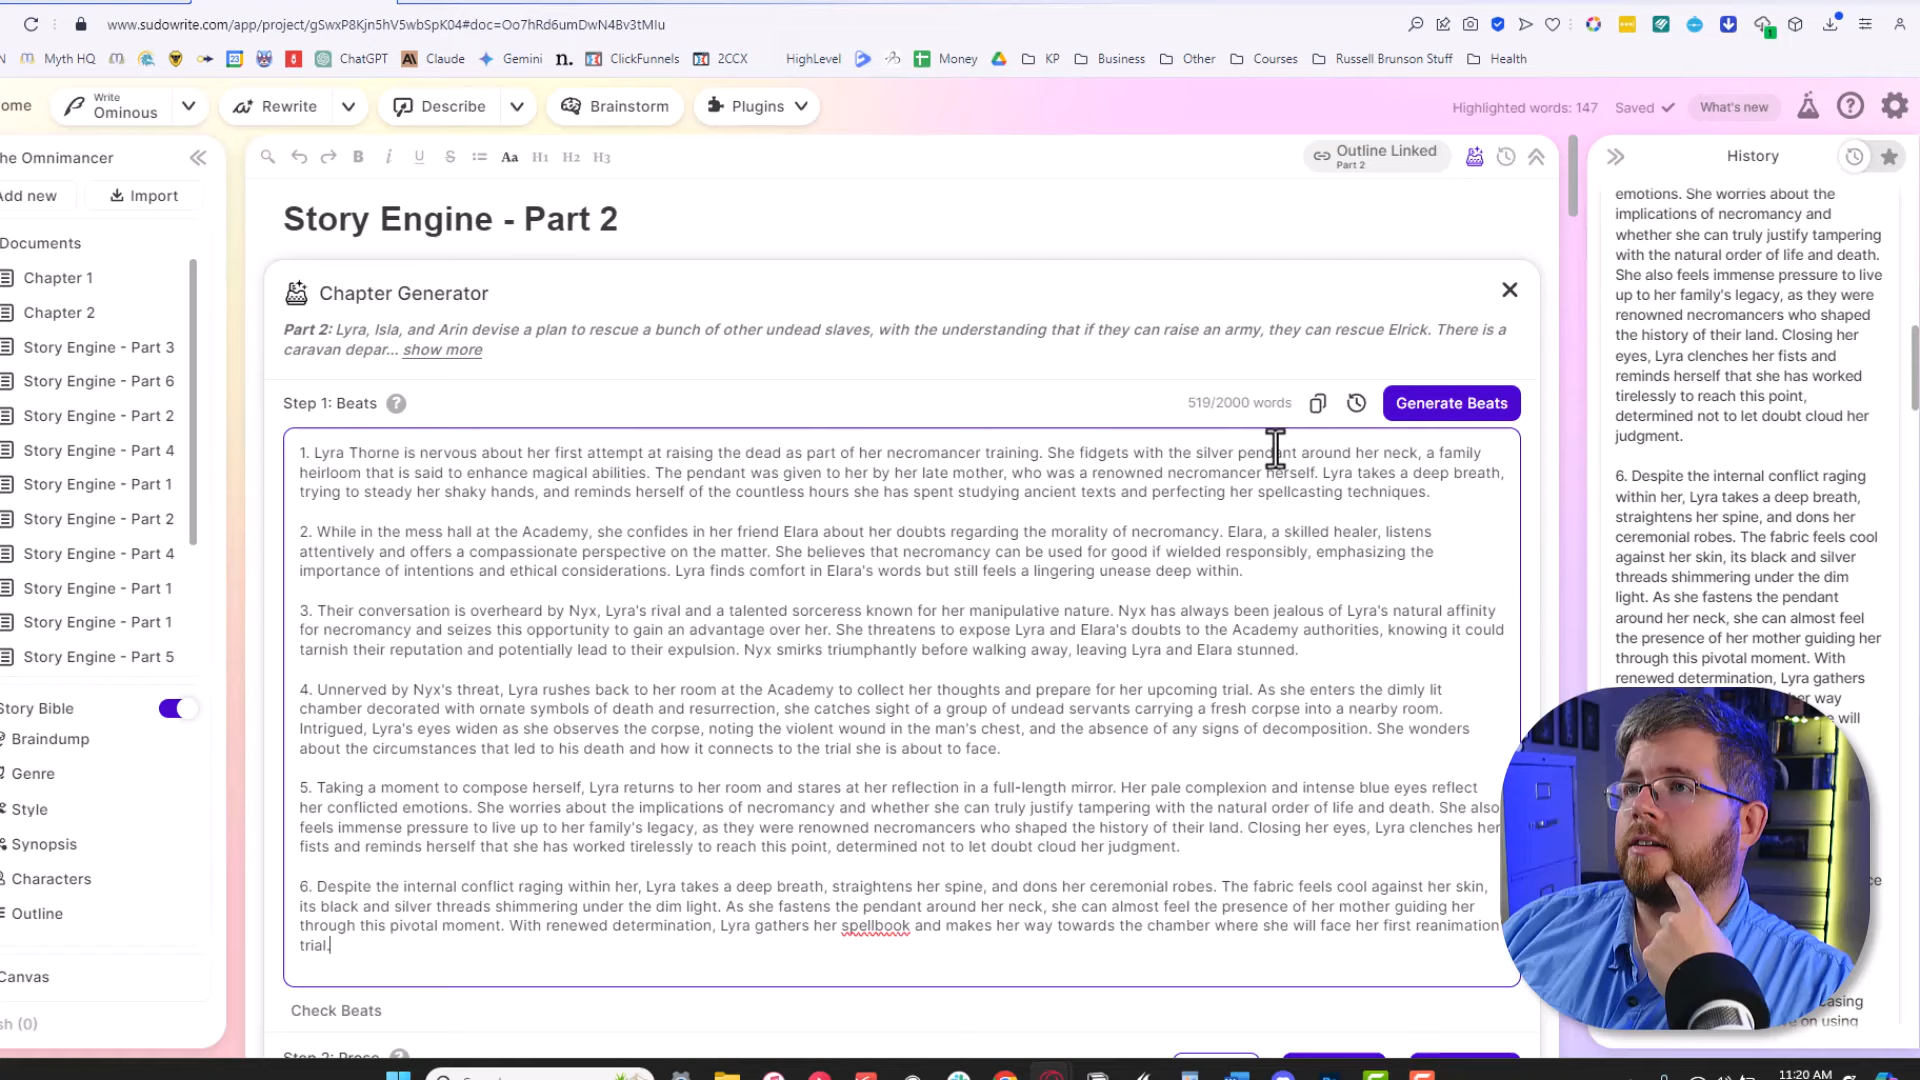 www.sudowrite.com/app/project/gSwxP8Kjn5hV5wbSpK04#doc=Oo7hRd6umDwN4Bv3tMIu
1
Myth HQ
23
ChatGPT
Claude
Gemini
n.
ClickFunnels
2CCX
HighLevel
Money
KP
Business
Other
Courses
Russell Brunson Stuff
Health
ome
Write
Ominous
Rewrite
Describe
Brainstorm
Plugins
Highlighted words: 147
Saved
What's new
he Omnimancer
Add new
Import
Documents
Chapter 1
Chapter 2
Story Engine - Part 3
Story Engine - Part 6
Story Engine - Part 2
Story Engine - Part 4
Story Engine - Part 1
Story Engine - Part 2
Story Engine - Part 4
Story Engine - Part 1
Story Engine - Part 1
Story Engine - Part 5
Story Bible
Braindump
Genre
Style
Synopsis
Characters
Outline
Canvas
sh (0)
B i U S Aa H1 H2 H3
Outline Linked
Part 2
Story Engine - Part 2
Chapter Generator
Part 2: Lyra, Isla, and Arin devise a plan to rescue a bunch of other undead slaves, with the understanding that if they can raise an army, they can rescue Elrick. There is a
caravan depar... show more
Step 1: Beats
519/2000 words
Generate Beats
1. Lyra Thorne is nervous about her first attempt at raising the dead as part of her necromancer training. She fidgets with the silver pendant around her neck, a family
heirloom that is said to enhance magical abilities. The pendant was given to her by her late mother, who was a renowned necromancer herself. Lyra takes a deep breath,
trying to steady her shaky hands, and reminds herself of the countless hours she has spent studying ancient texts and perfecting her spellcasting techniques.
2. While in the mess hall at the Academy, she confides in her friend Elara about her doubts regarding the morality of necromancy. Elara, a skilled healer, listens
attentively and offers a compassionate perspective on the matter. She believes that necromancy can be used for good if wielded responsibly, emphasizing the
importance of intentions and ethical considerations. Lyra finds comfort in Elara's words but still feels a lingering unease deep within.
3. Their conversation is overheard by Nyx, Lyra's rival and a talented sorceress known for her manipulative nature. Nyx has always been jealous of Lyra's natural affinity
for necromancy and seizes this opportunity to gain an advantage over her. She threatens to expose Lyra and Elara's doubts to the Academy authorities, knowing it could
tarnish their reputation and potentially lead to their expulsion. Nyx smirks triumphantly before walking away, leaving Lyra and Elara stunned.
4. Unnerved by Nyx's threat, Lyra rushes back to her room at the Academy to collect her thoughts and prepare for her upcoming trial. As she enters the dimly lit
chamber decorated with ornate symbols of death and resurrection, she catches sight of a group of undead servants carrying a fresh corpse into a nearby room.
Intrigued, Lyra's eyes widen as she observes the corpse, noting the violent wound in the man's chest, and the absence of any signs of decomposition. She wonders
about the circumstances that led to his death and how it connects to the trial she is about to face.
5. Taking a moment to compose herself, Lyra returns to her room and stares at her reflection in a full-length mirror. Her pale complexion and intense blue eyes reflect
her conflicted emotions. She worries about the implications of necromancy and whether she can truly justify tampering with the natural order of life and death. She also
feels immense pressure to live up to her family's legacy, as they were renowned necromancers who shaped the history of their land. Closing her eyes, Lyra clenches her
fists and reminds herself that she has worked tirelessly to reach this point, determined not to let doubt cloud her judgment.
6. Despite the internal conflict raging within her, Lyra takes a deep breath, straightens her spine, and dons her ceremonial robes. The fabric feels cool against her skin,
its black and silver threads shimmering under the dim light. As she fastens the pendant around her neck, she can almost feel the presence of her mother guiding her
through this pivotal moment. With renewed determination, Lyra gathers her spellbook and makes her way towards the chamber where she will face her first reanimation
trial.
Check Beats
Step 2: Prose
History
emotions. She worries about the
implications of necromancy and
whether she can truly justify tampering
with the natural order of life and death.
She also feels immense pressure to live
up to her family's legacy, as they were
renowned necromancers who shaped
the history of their land. Closing her
eyes, Lyra clenches her fists and
reminds herself that she has worked
tirelessly to reach this point,
determined not to let doubt cloud her
judgment.
6. Despite the internal conflict raging
within her, Lyra takes a deep breath,
straightens her spine, and dons her
ceremonial robes. The fabric feels cool
against her skin, its black and silver
threads shimmering under the dim
light. As she fastens the pendant
around her neck, she can almost feel
the presence of her mother guiding her
through this pivotal moment. With
renewed determination, Lyra gathers
her way
will
ce
asing
ve on using
11:20 AM